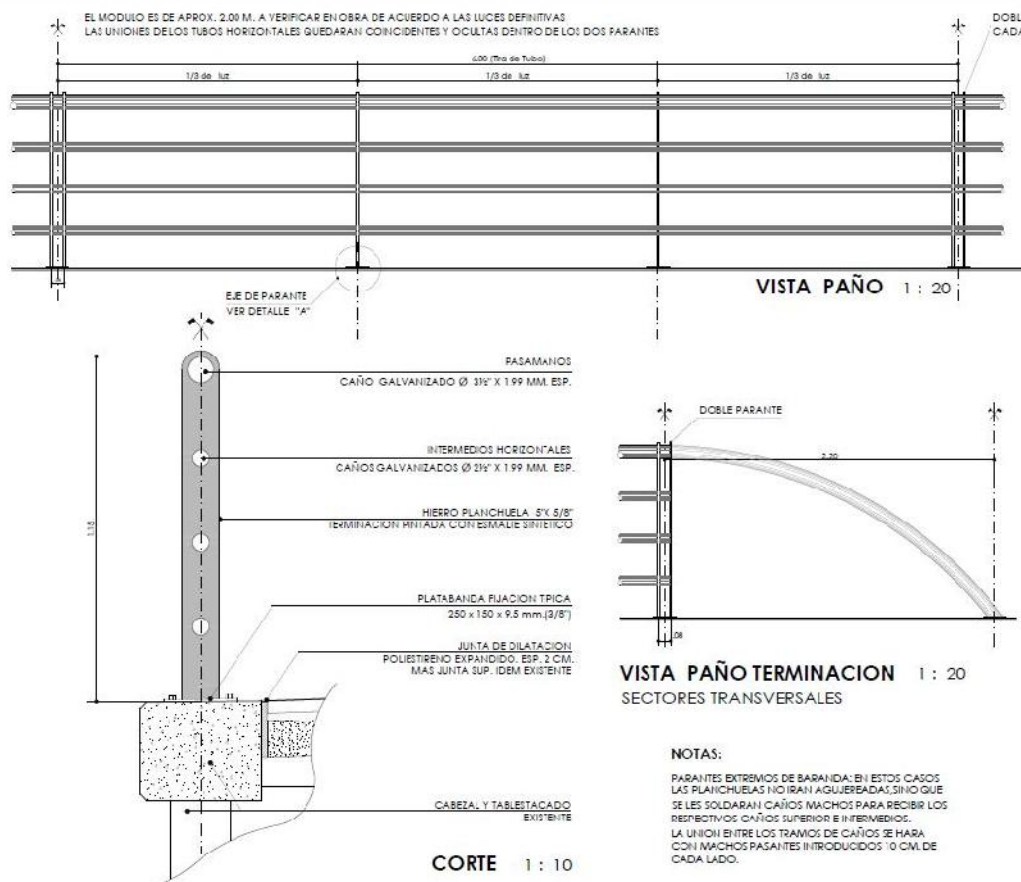 EL MODULO ES DE APROX. 2.00 M. A VERIFICAR EN OBRA DE ACUERDO A LAS LUCES DEFINITIVAS
LAS UNIONES DE LOS TUBOS HORIZONTALES QUEDARAN COINCIDENTES Y OCULTAS DENTRO DE LOS DOS PARANTES
DOBL
CADA
6.00 (Tira de Tubo)
1/3 de luz
1/3 de luz
1/3 de luz
EJE DE PARANTE
VER DETALLE "A"
VISTA PAÑO 1 : 20
PASAMANOS
CAÑO GALVANIZADO Ø 3½" X 1.99 MM. ESP.
INTERMEDIOS HORIZONTALES
CAÑOS GALVANIZADOS Ø 2½" X 1.99 MM. ESP.
HIERRO PLANCHUELA 5"X 5/8"
TERMINACION PINTADA CON ESMALTE SINTETICO
1.15
PLATABANDA FIJACION TIPICA
250 x 150 x 9.5 mm.(3/8")
JUNTA DE DILATACION
POLIESTIRENO EXPANDIDO. ESP. 2 CM.
MAS JUNTA SUP. IDEM EXISTENTE
CABEZAL Y TABLESTACADO
EXISTENTE
CORTE 1 : 10
DOBLE PARANTE
2.20
.08
VISTA PAÑO TERMINACION 1 : 20
SECTORES TRANSVERSALES
NOTAS:
PARANTES EXTREMOS DE BARANDA: EN ESTOS CASOS
LAS PLANCHUELAS NO IRAN AGUJEREADAS,SINO QUE
SE LES SOLDARAN CAÑOS MACHOS PARA RECIBIR LOS
RESPECTIVOS CAÑOS SUPERIOR E INTERMEDIOS.
LA UNION ENTRE LOS TRAMOS DE CAÑOS SE HARA
CON MACHOS PASANTES INTRODUCIDOS 10 CM. DE
CADA LADO.